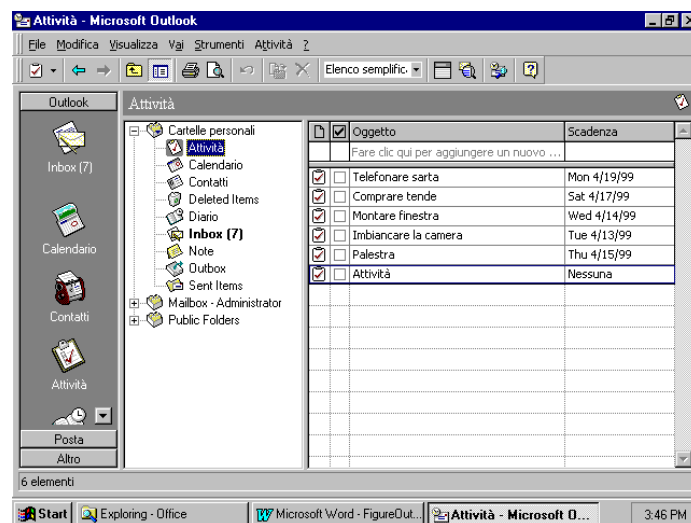 Attività - Microsoft Outlook
File Modifica Visualizza Vai Strumenti Attività ?
Elenco semplific.
Outlook
Attività
Inbox (7)
Calendario
Contatti
Attività
Posta
Altro
Cartelle personali
Attività
Calendario
Contatti
Deleted Items
Diario
Inbox (7)
Note
Outbox
Sent Items
Mailbox - Administrator
Public Folders
Oggetto Scadenza
Fare clic qui per aggiungere un nuovo ...
Telefonare sarta Mon 4/19/99
Comprare tende Sat 4/17/99
Montare finestra Wed 4/14/99
Imbiancare la camera Tue 4/13/99
Palestra Thu 4/15/99
Attività Nessuna
6 elementi
Start Exploring - Office Microsoft Word - FigureOut... Attività - Microsoft O... 3:46 PM